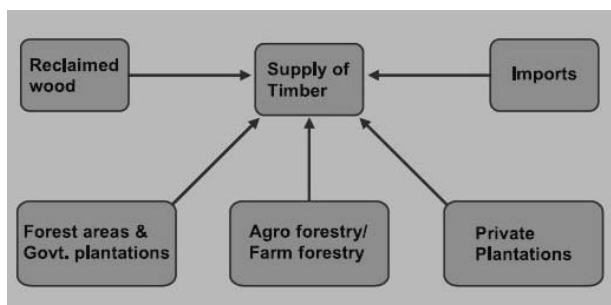 Reclaimed
wood
Supply of
Timber
Imports
Forest areas &
Govt. plantations
Agro forestry/
Farm forestry
Private
Plantations